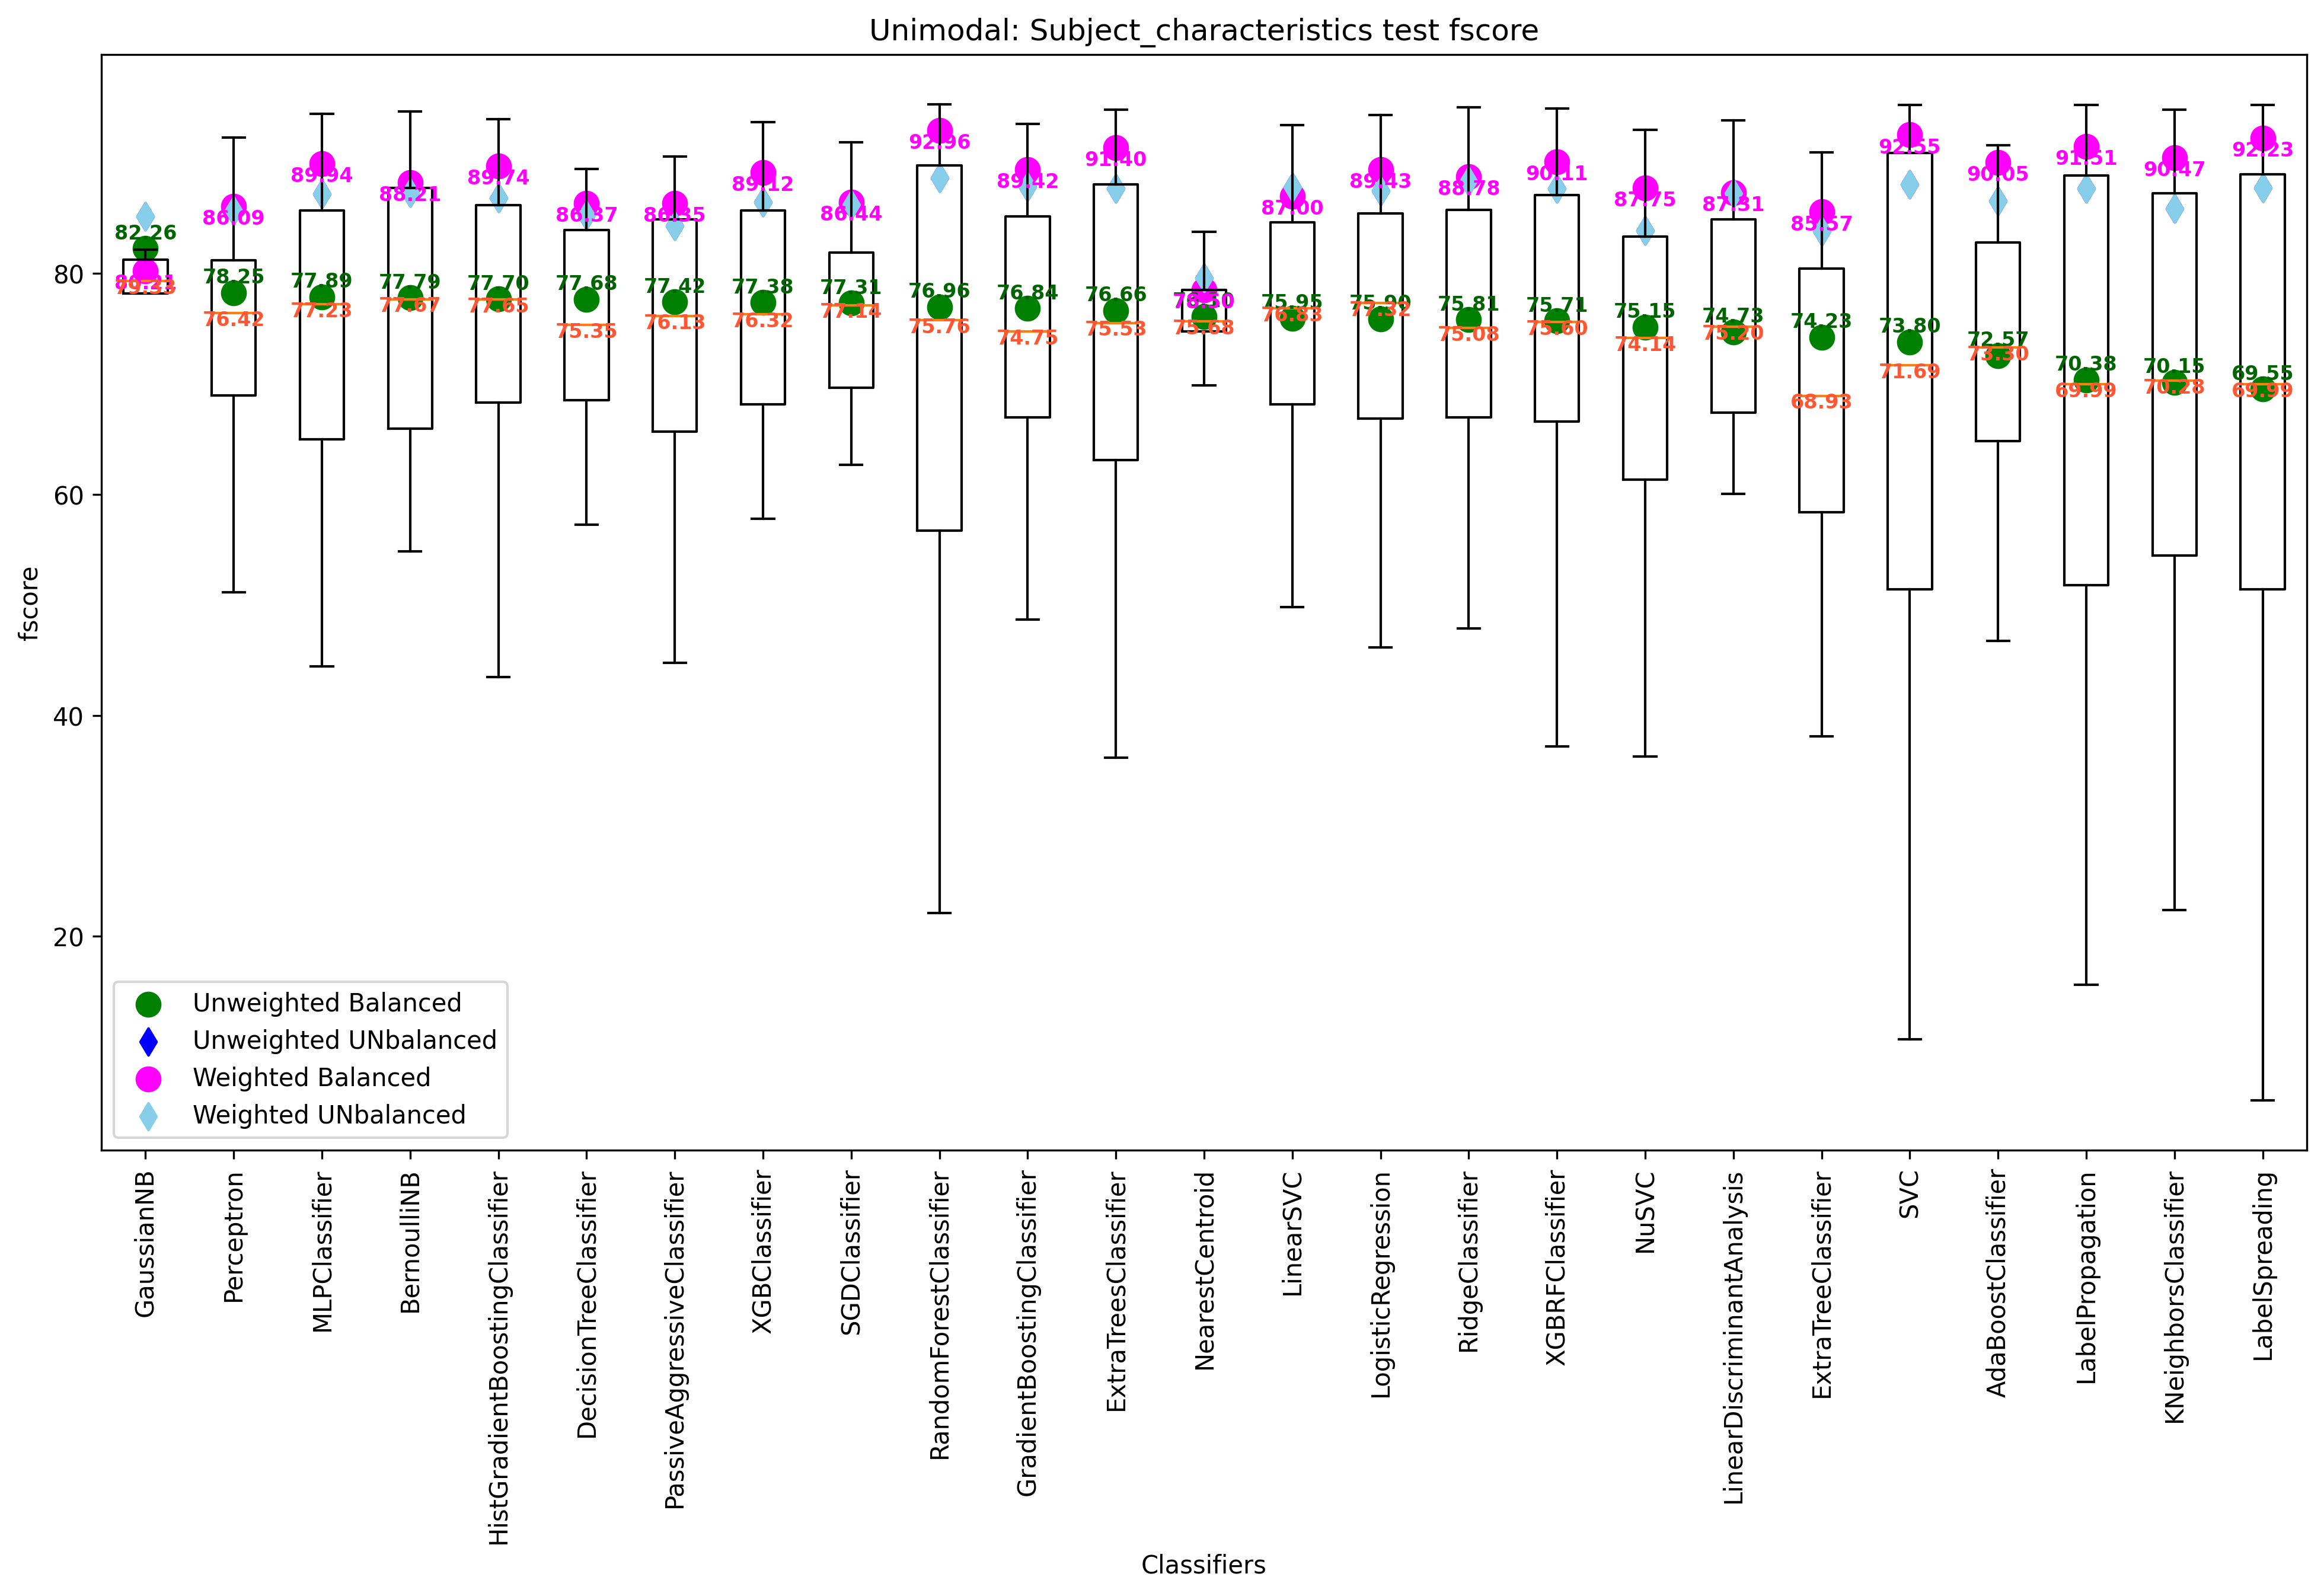 Unimodal: Subject_characteristics test fscore
fscore
80
60
40
20
82.26
78.25
86.09
76.42
89.94
77.89
77.23
88.21
77.79
77.67
89.74
77.70
77.65
86.37
77.68
75.35
86.35
77.42
76.13
89.12
77.38
76.32
86.44
77.31
77.14
92.96
76.96
75.76
89.42
76.84
74.75
91.40
76.66
75.53
75.68
87.00
75.95
76.83
89.43
75.90
77.32
88.78
75.81
75.08
90.11
75.71
75.60
87.75
75.15
74.14
87.31
74.73
75.20
85.57
74.23
68.93
92.55
73.80
71.69
90.05
72.57
73.30
91.51
70.38
69.99
90.47
70.15
70.28
92.23
69.55
69.99
Unweighted Balanced
Unweighted UNbalanced
Weighted Balanced
Weighted UNbalanced
GaussianNB
Perceptron
MLPClassifier
BernoulliNB
HistGradientBoostingClassifier
DecisionTreeClassifier
PassiveAggressiveClassifier
XGBClassifier
SGDClassifier
RandomForestClassifier
GradientBoostingClassifier
ExtraTreesClassifier
NearestCentroid
LinearSVC
LogisticRegression
RidgeClassifier
XGBRFClassifier
NuSVC
LinearDiscriminantAnalysis
ExtraTreeClassifier
SVC
AdaBoostClassifier
LabelPropagation
KNeighborsClassifier
LabelSpreading
Classifiers